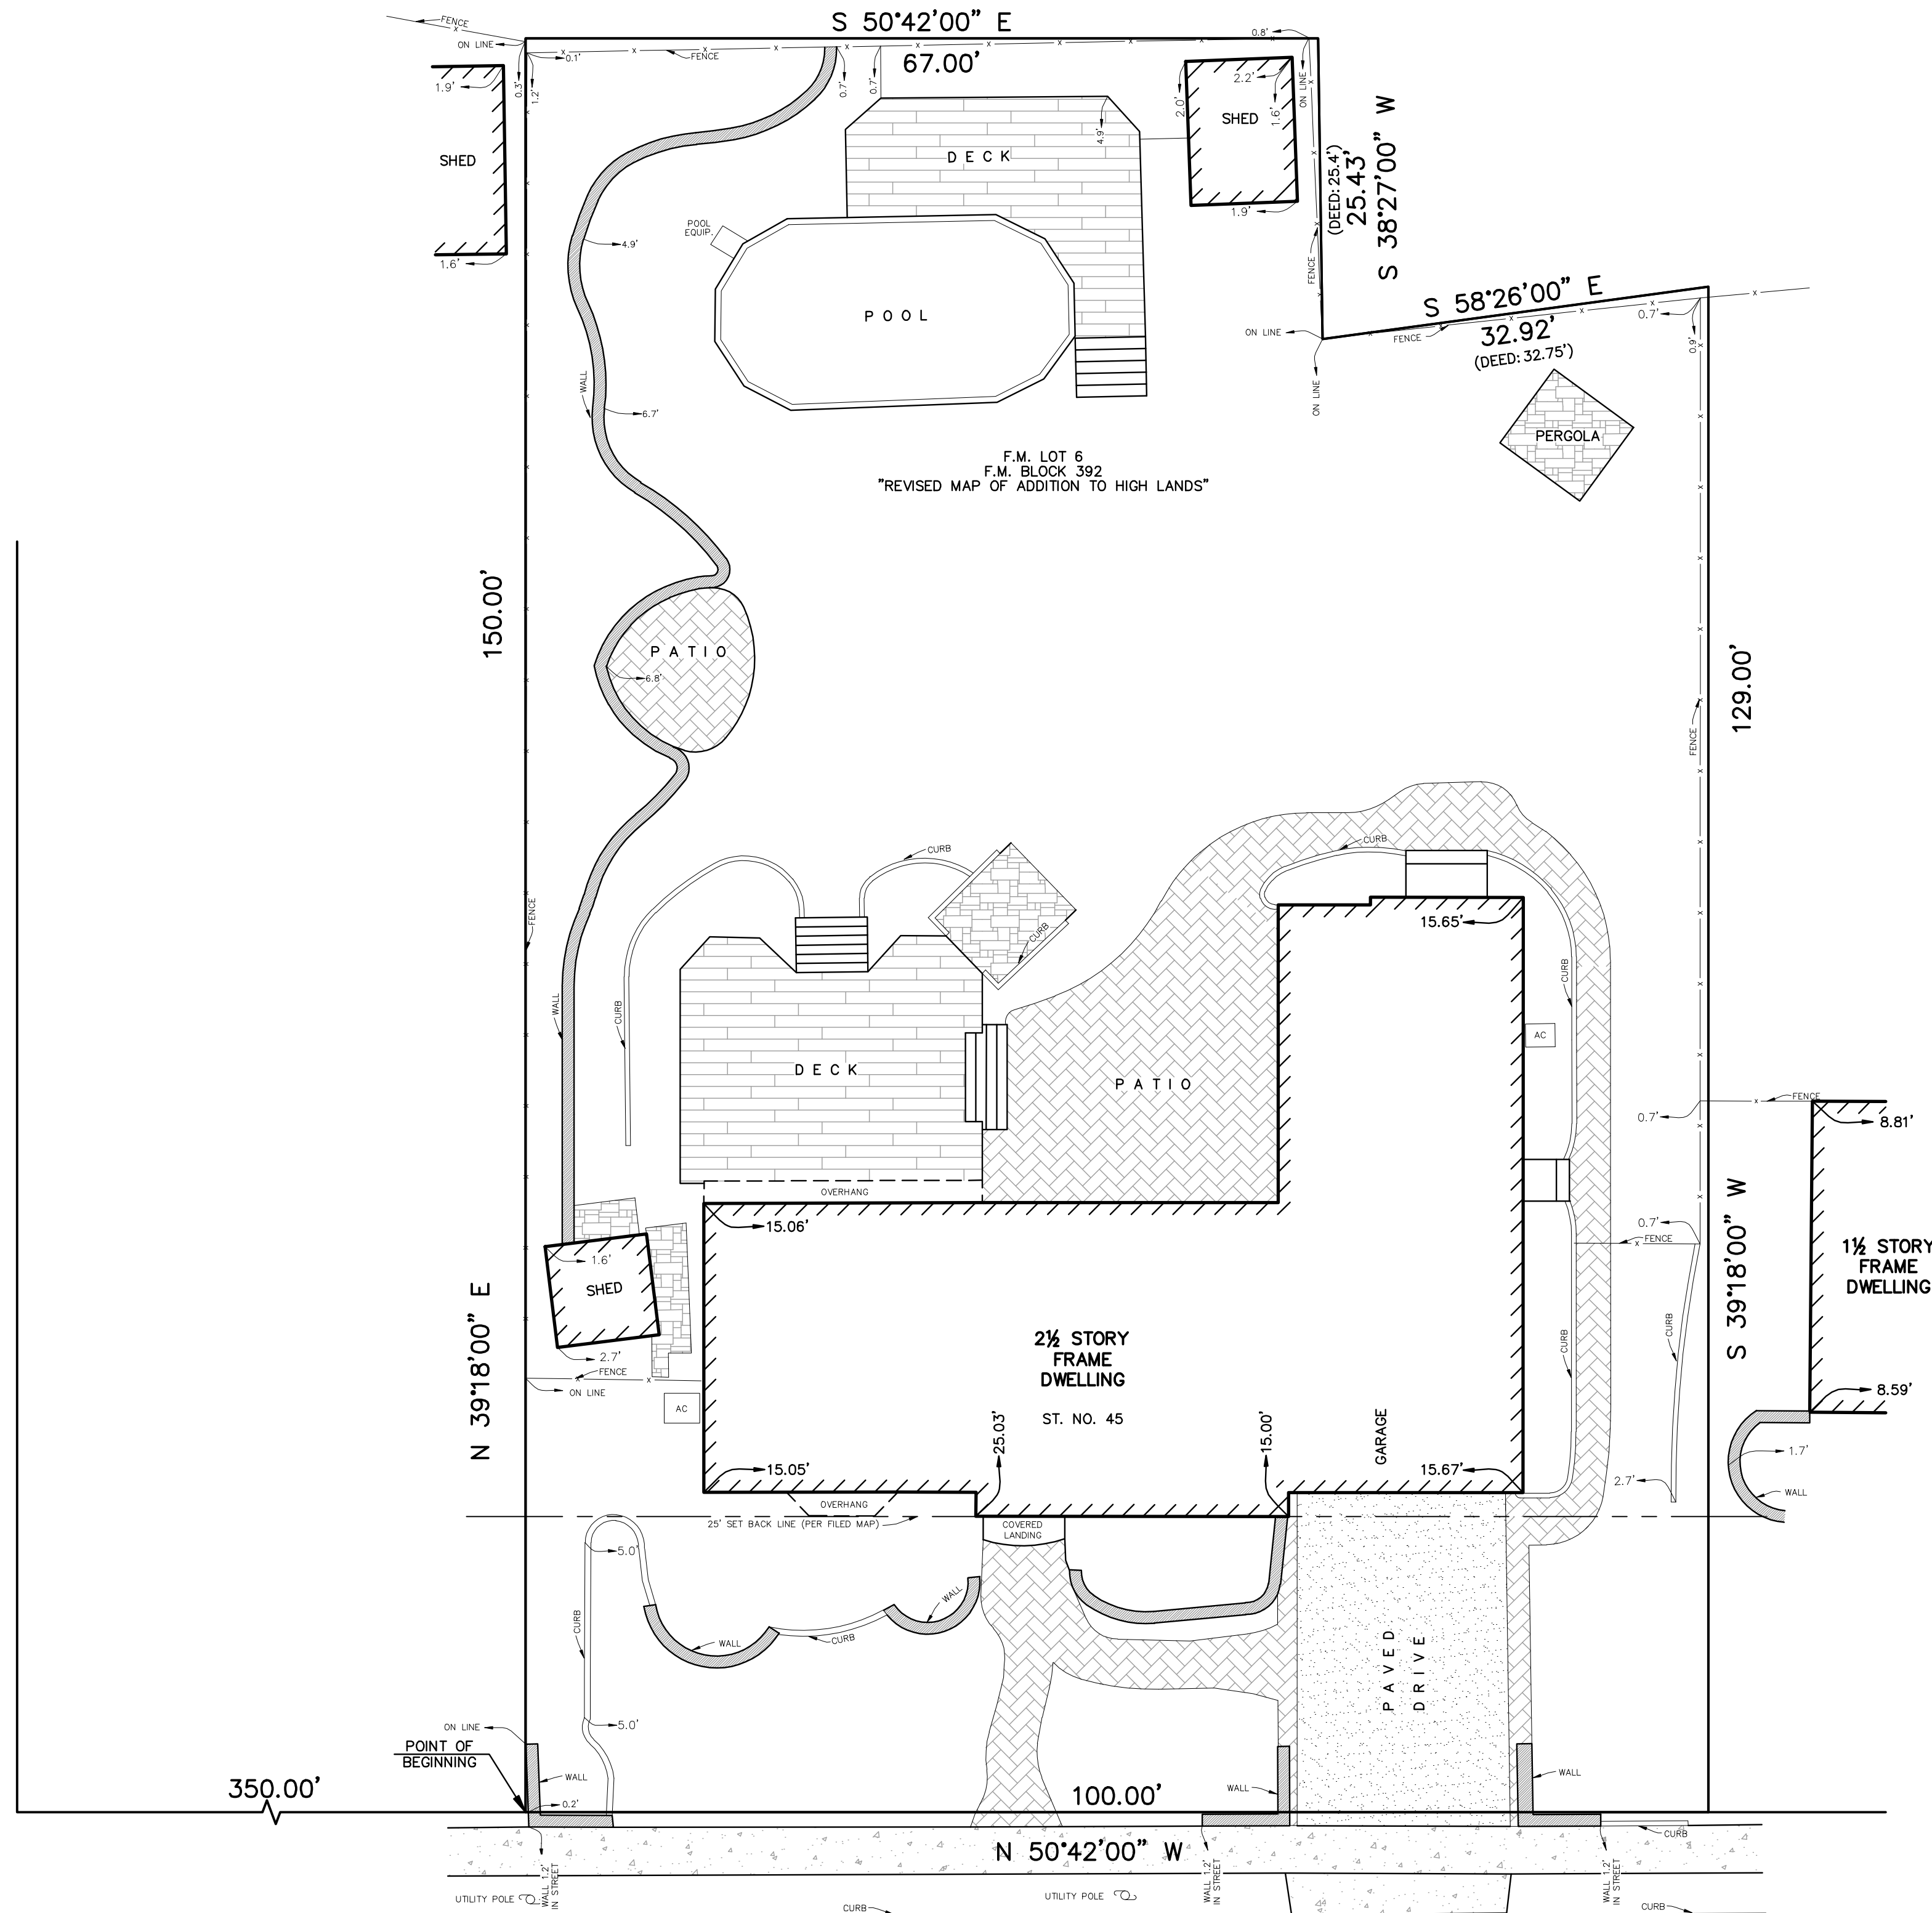 S 50°42'00" E
67.00'
FENCE
ON LINE
0.1'
0.3'
1.2'
FENCE
0.7'
0.7'
0.8'
ON LINE
1.9'
SHED
1.6'
DECK
4.9'
2.0'
2.2'
SHED
1.6'
1.9'
(DEED: 25.4')
25.43'
S 38°27'00" W
FENCE
POOL
EQUIP.
4.9'
POOL
ON LINE
ON LINE
S 58°26'00" E
32.92'
(DEED: 32.75')
FENCE
0.7'
0.9'
WALL
6.7'
PERGOLA
F.M. LOT 6
F.M. BLOCK 392
"REVISED MAP OF ADDITION TO HIGH LANDS"
150.00'
PATIO
6.8'
129.00'
FENCE
FENCE
CURB
CURB
CURB
CURB
15.65'
CURB
WALL
CURB
AC
DECK
PATIO
FENCE
0.7'
8.81'
OVERHANG
15.06'
0.7'
FENCE
1.6'
SHED
2.7'
FENCE
ON LINE
AC
N 39°18'00" E
S 39°18'00" W
1½ STORY
FRAME
DWELLING
2½ STORY
FRAME
DWELLING
ST. NO. 45
CURB
CURB
8.59'
25.03'
15.00'
GARAGE
15.05'
15.67'
2.7'
1.7'
WALL
OVERHANG
25' SET BACK LINE (PER FILED MAP)
COVERED
LANDING
5.0'
CURB
WALL
CURB
WALL
PAVED
DRIVE
5.0'
ON LINE
POINT OF
BEGINNING
WALL
0.2'
WALL
WALL
350.00'
100.00'
N 50°42'00" W
CURB
WALL 1.2'
IN STREET
WALL 1.2'
IN STREET
WALL 1.2'
IN STREET
UTILITY POLE
UTILITY POLE
CURB
CURB